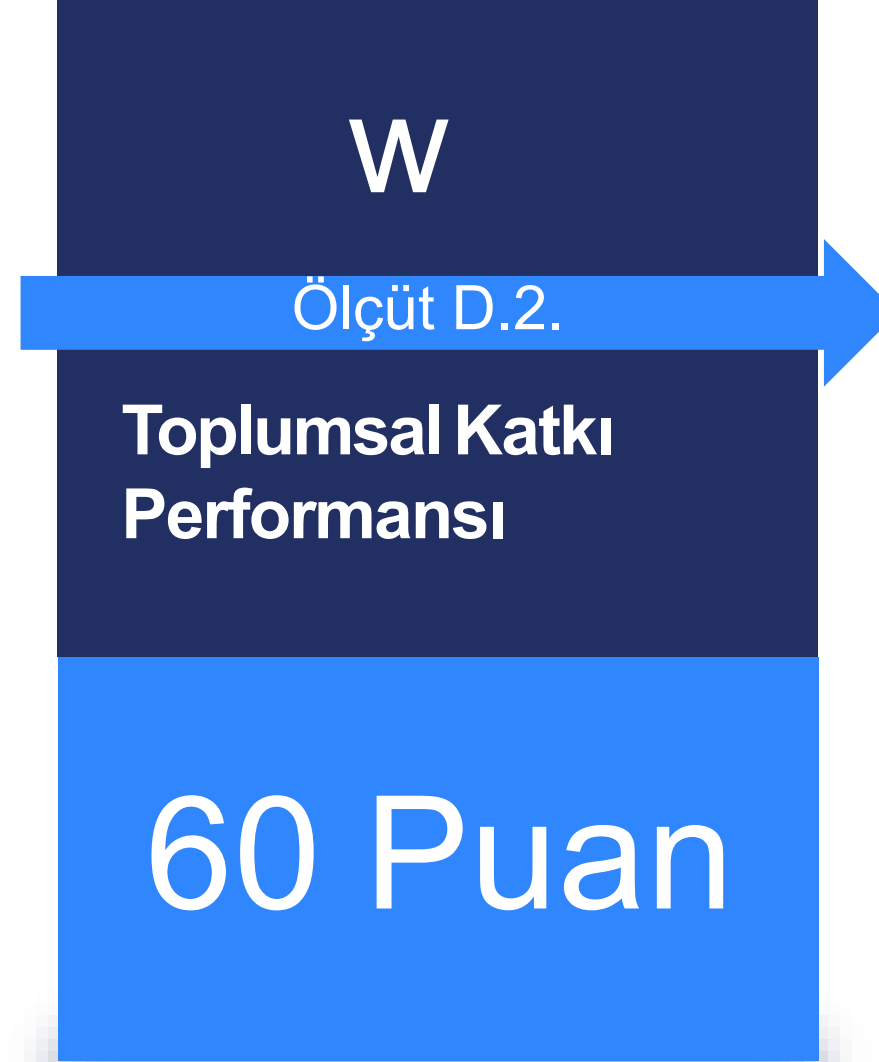 w
Ölçüt D.2.
Toplumsal Katkı
Performansı
60 Puan